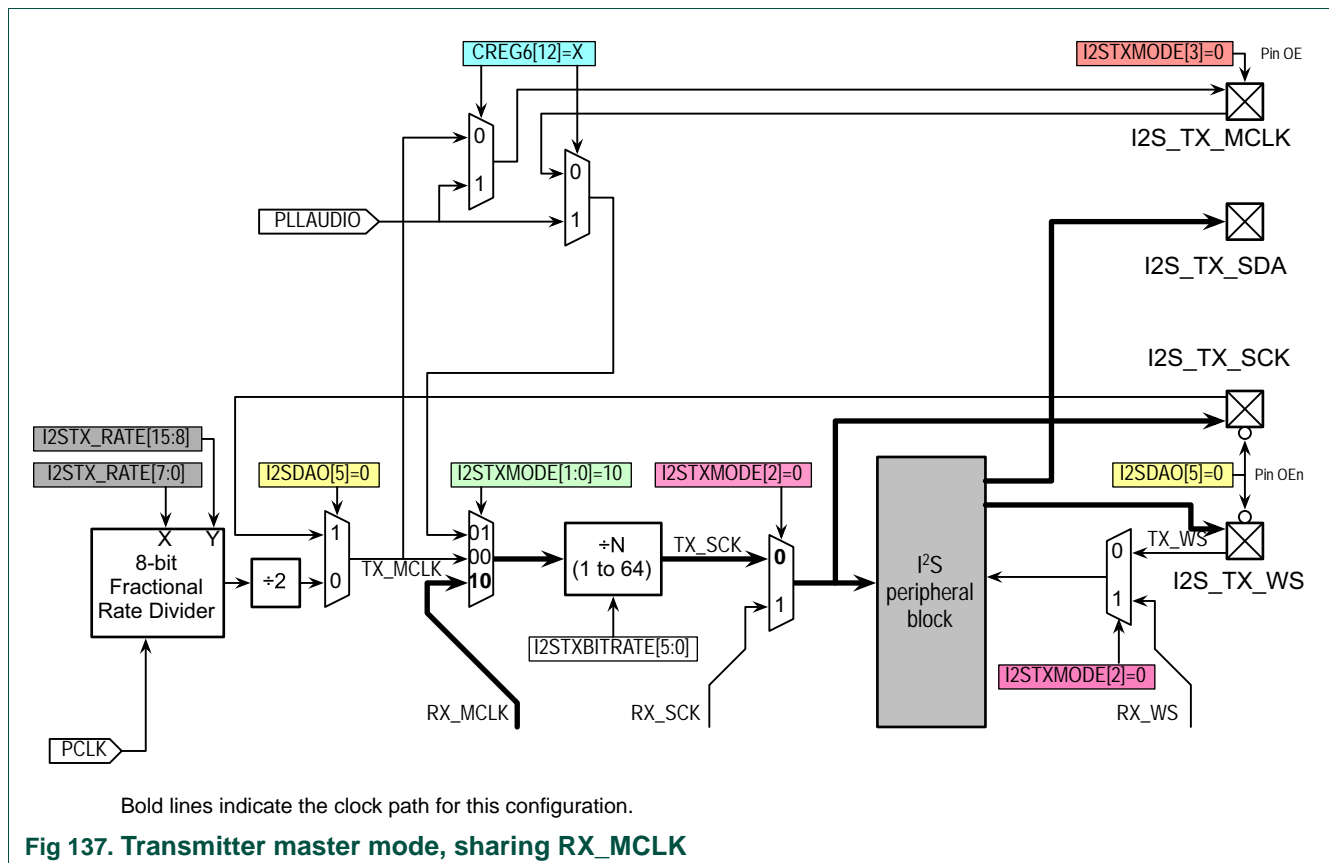 CREG6[12]=X
I2STXMODE[3]=0
Pin OE
0
1
0
1
I2S_TX_MCLK
PLLAUDIO
I2S_TX_SDA
I2S_TX_SCK
I2STX_RATE[15:8]
I2STX_RATE[7:0]
I2SDAO[5]=0
I2STXMODE[1:0]=10
I2STXMODE[2]=0
I2SDAO[5]=0
Pin OEn
X
Y
8-bit
Fractional
Rate Divider
÷2
1
0
TX_MCLK
01
00
10
÷N
(1 to 64)
TX_SCK
0
1
I2STXBITRATE[5:0]
I²S
peripheral
block
0
1
TX_WS
I2S_TX_WS
I2STXMODE[2]=0
RX_MCLK
RX_SCK
RX_WS
PCLK
Bold lines indicate the clock path for this configuration.
Fig 137. Transmitter master mode, sharing RX_MCLK